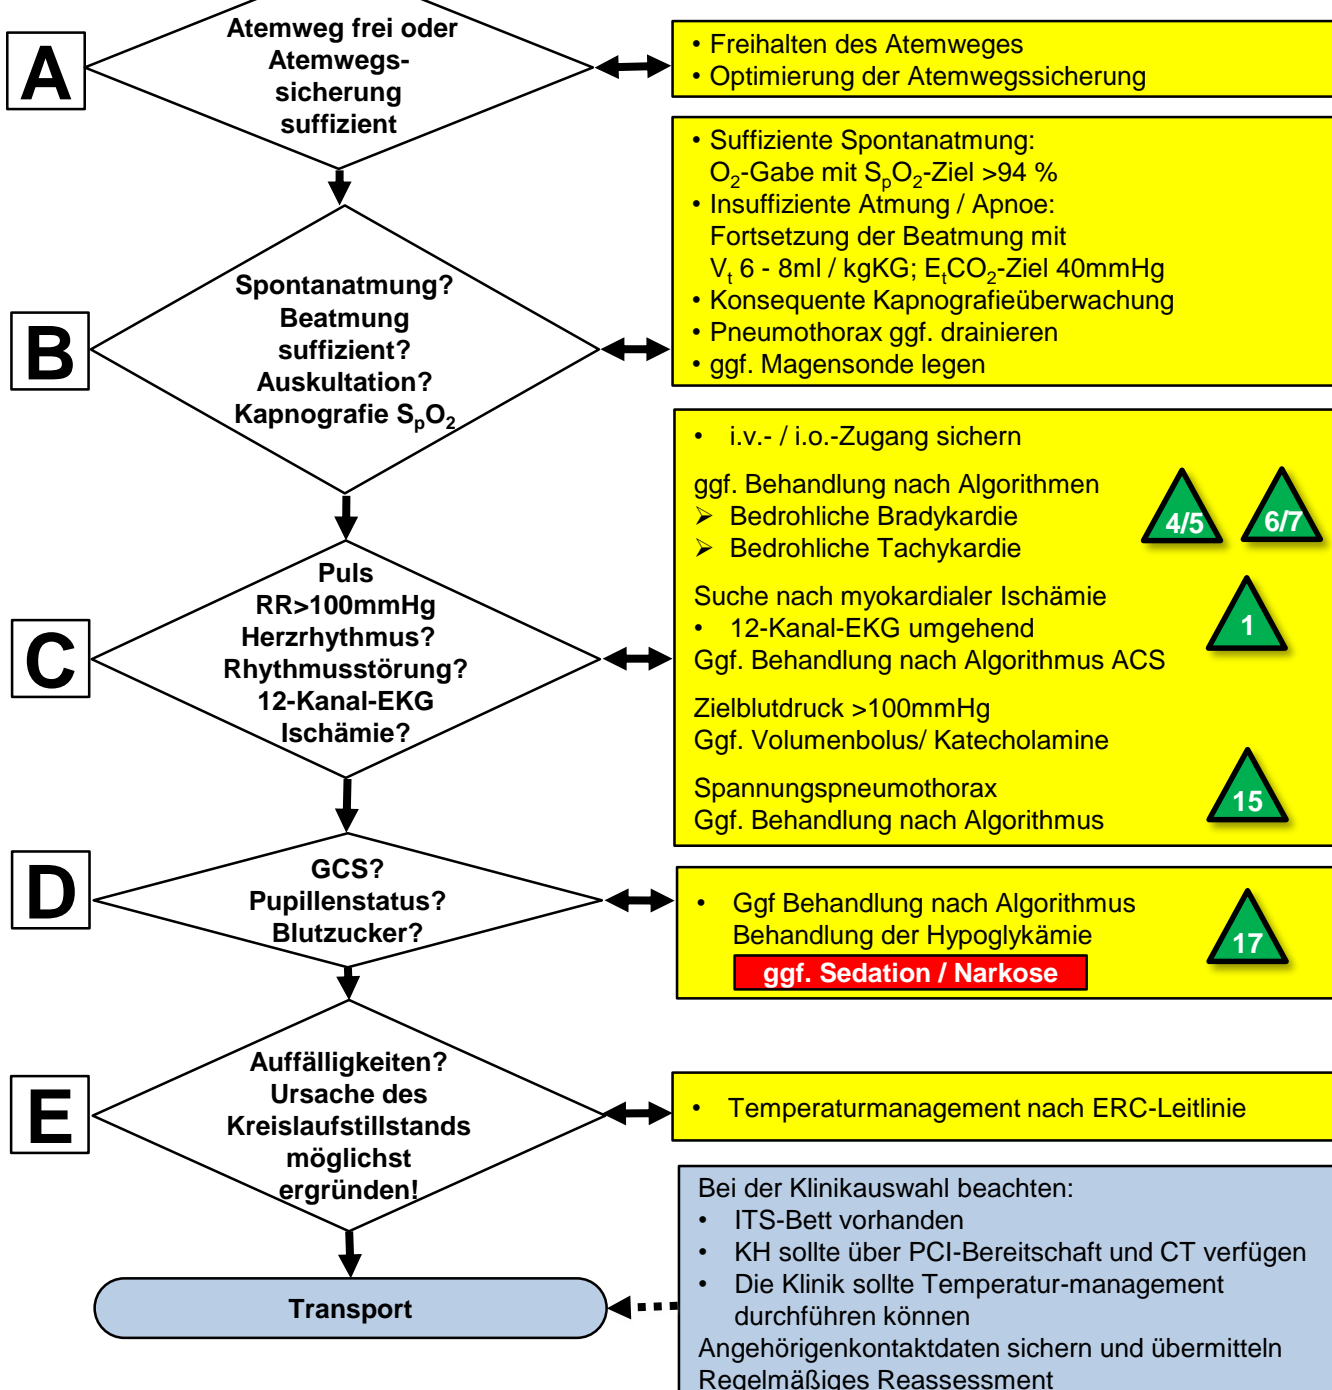 A
Atemweg frei oder
Atemwegs-
sicherung
suffizient
• Freihalten des Atemweges
• Optimierung der Atemwegssicherung
B
Spontanatmung?
Beatmung
suffizient?
Auskultation?
Kapnografie SpO2
• Suffiziente Spontanatmung:
O2-Gabe mit SpO2-Ziel >94 %
• Insuffiziente Atmung / Apnoe:
Fortsetzung der Beatmung mit
Vt 6 - 8ml / kgKG; EtCO2-Ziel 40mmHg
• Konsequente Kapnografieüberwachung
• Pneumothorax ggf. drainieren
• ggf. Magensonde legen
C
Puls
RR>100mmHg
Herzrhythmus?
Rhythmusstörung?
12-Kanal-EKG
Ischämie?
• i.v.- / i.o.-Zugang sichern
ggf. Behandlung nach Algorithmen
➢ Bedrohliche Bradykardie
➢ Bedrohliche Tachykardie
4/5
6/7
Suche nach myokardialer Ischämie
• 12-Kanal-EKG umgehend
Ggf. Behandlung nach Algorithmus ACS
1
Zielblutdruck >100mmHg
Ggf. Volumenbolus/ Katecholamine
Spannungspneumothorax
Ggf. Behandlung nach Algorithmus
15
D
GCS?
Pupillenstatus?
Blutzucker?
• Ggf Behandlung nach Algorithmus
Behandlung der Hypoglykämie
ggf. Sedation / Narkose
17
E
Auffälligkeiten?
Ursache des
Kreislaufstillstands
möglichst
ergründen!
• Temperaturmanagement nach ERC-Leitlinie
Transport
Bei der Klinikauswahl beachten:
• ITS-Bett vorhanden
• KH sollte über PCI-Bereitschaft und CT verfügen
• Die Klinik sollte Temperatur-management
durchführen können
Angehörigenkontaktdaten sichern und übermitteln
Regelmäßiges Reassessment